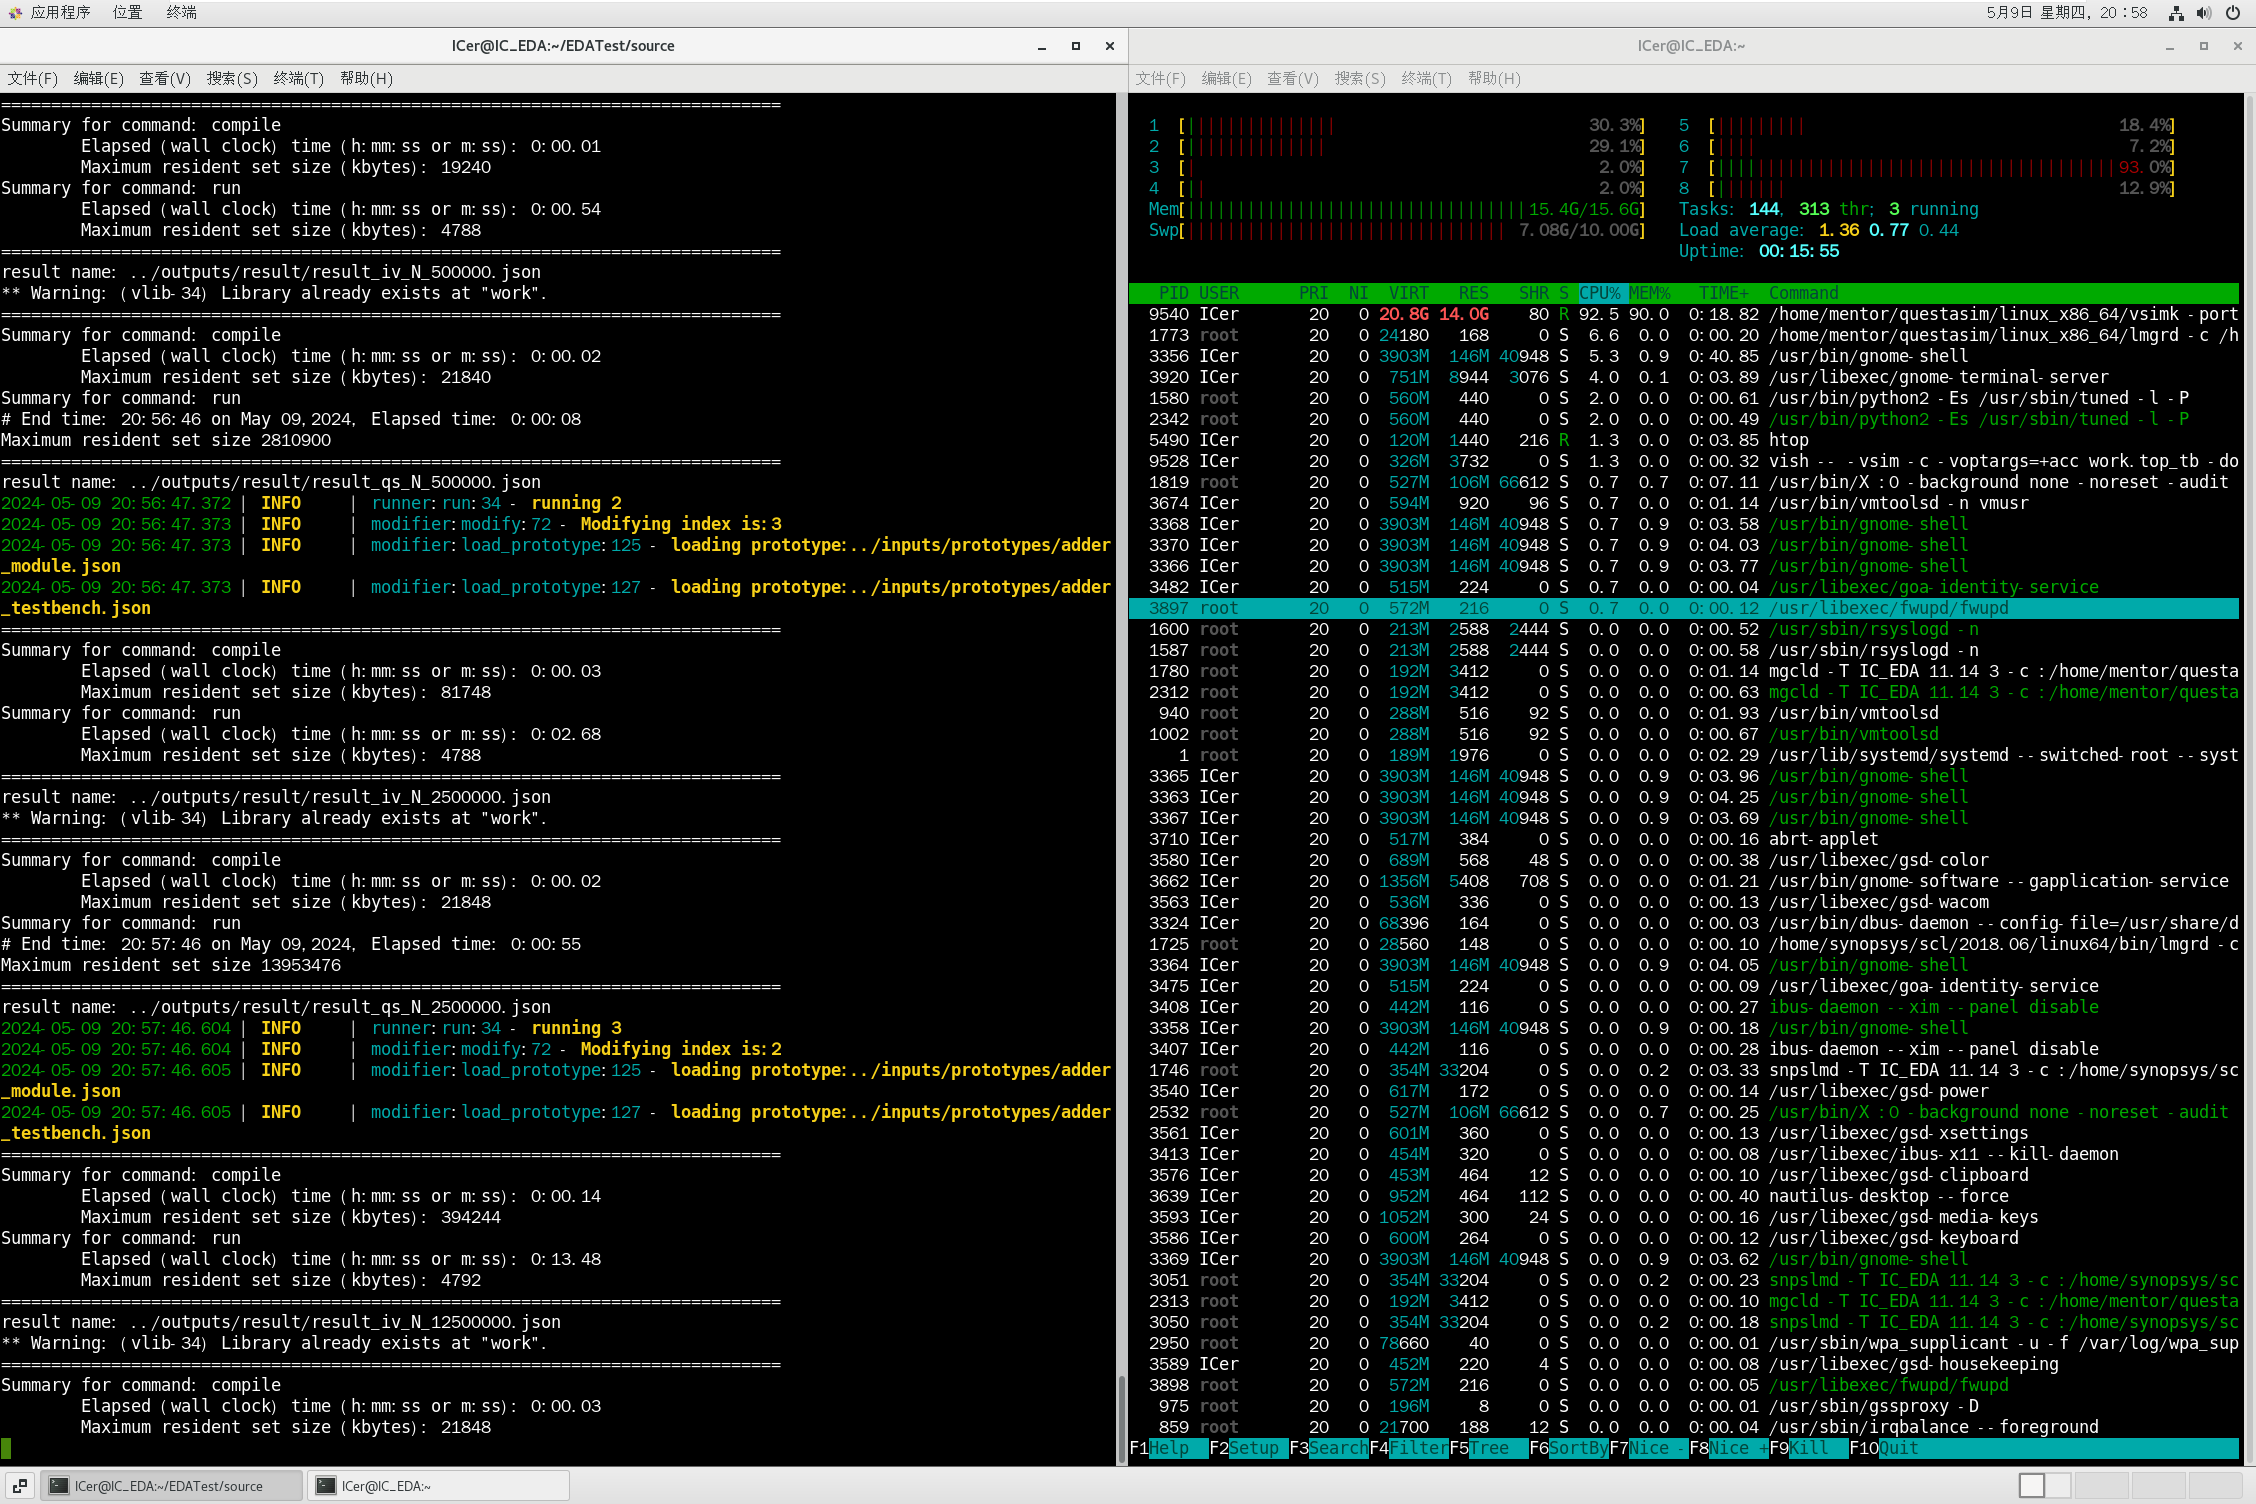 应用程序 位置 终端 5月9日 星期四, 20:58
ICer@IC_EDA:~/EDATest/source
文件(F) 编辑(E) 查看(V) 搜索(S) 终端(T) 帮助(H)
==============================================================================
Summary for command: compile
Elapsed (wall clock) time (h:mm:ss or m:ss): 0:00.01
Maximum resident set size (kbytes): 19240
Summary for command: run
Elapsed (wall clock) time (h:mm:ss or m:ss): 0:00.54
Maximum resident set size (kbytes): 4788
==============================================================================
result name: ../outputs/result/result_iv_N_500000.json
** Warning: (vlib-34) Library already exists at "work".
==============================================================================
Summary for command: compile
Elapsed (wall clock) time (h:mm:ss or m:ss): 0:00.02
Maximum resident set size (kbytes): 21840
Summary for command: run
# End time: 20:56:46 on May 09,2024, Elapsed time: 0:00:08
Maximum resident set size 2810900
==============================================================================
result name: ../outputs/result/result_qs_N_500000.json
2024-05-09 20:56:47.372 | INFO     | runner:run:34 - running 2
2024-05-09 20:56:47.373 | INFO     | modifier:modify:72 - Modifying index is:3
2024-05-09 20:56:47.373 | INFO     | modifier:load_prototype:125 - loading prototype:../inputs/prototypes/adder
_module.json
2024-05-09 20:56:47.373 | INFO     | modifier:load_prototype:127 - loading prototype:../inputs/prototypes/adder
_testbench.json
==============================================================================
Summary for command: compile
Elapsed (wall clock) time (h:mm:ss or m:ss): 0:00.03
Maximum resident set size (kbytes): 81748
Summary for command: run
Elapsed (wall clock) time (h:mm:ss or m:ss): 0:02.68
Maximum resident set size (kbytes): 4788
==============================================================================
result name: ../outputs/result/result_iv_N_2500000.json
** Warning: (vlib-34) Library already exists at "work".
==============================================================================
Summary for command: compile
Elapsed (wall clock) time (h:mm:ss or m:ss): 0:00.02
Maximum resident set size (kbytes): 21848
Summary for command: run
# End time: 20:57:46 on May 09,2024, Elapsed time: 0:00:55
Maximum resident set size 13953476
==============================================================================
result name: ../outputs/result/result_qs_N_2500000.json
2024-05-09 20:57:46.604 | INFO     | runner:run:34 - running 3
2024-05-09 20:57:46.604 | INFO     | modifier:modify:72 - Modifying index is:2
2024-05-09 20:57:46.605 | INFO     | modifier:load_prototype:125 - loading prototype:../inputs/prototypes/adder
_module.json
2024-05-09 20:57:46.605 | INFO     | modifier:load_prototype:127 - loading prototype:../inputs/prototypes/adder
_testbench.json
==============================================================================
Summary for command: compile
Elapsed (wall clock) time (h:mm:ss or m:ss): 0:00.14
Maximum resident set size (kbytes): 394244
Summary for command: run
Elapsed (wall clock) time (h:mm:ss or m:ss): 0:13.48
Maximum resident set size (kbytes): 4792
==============================================================================
result name: ../outputs/result/result_iv_N_12500000.json
** Warning: (vlib-34) Library already exists at "work".
==============================================================================
Summary for command: compile
Elapsed (wall clock) time (h:mm:ss or m:ss): 0:00.03
Maximum resident set size (kbytes): 21848
ICer@IC_EDA:~
文件(F) 编辑(E) 查看(V) 搜索(S) 终端(T) 帮助(H)
1 [||||||||||||||| 30.3%] 5 [||||||||| 18.4%]
2 [|||||||||||||| 29.1%] 6 [|||| 7.2%]
3 [| 2.0%] 7 [||||||||||||||||||||||||||||||||||||||||93.0%]
4 [|| 2.0%] 8 [||||||| 12.9%]
Mem[||||||||||||||||||||||||||||||||||15.4G/15.6G] Tasks: 144, 313 thr; 3 running
Swp[|||||||||||||||||||||||||||||||| 7.08G/10.00G] Load average: 1.36 0.77 0.44
Uptime: 00:15:55
PID USER PRI NI VIRT RES SHR S CPU% MEM% TIME+ Command
9540 ICer 20 0 20.8G 14.0G 80 R 92.5 90.0 0:18.82 /home/mentor/questasim/linux_x86_64/vsimk -port
1773 root 20 0 24180 168 0 S 6.6 0.0 0:00.20 /home/mentor/questasim/linux_x86_64/lmgrd -c /h
3356 ICer 20 0 3903M 146M 40948 S 5.3 0.9 0:40.85 /usr/bin/gnome-shell
3920 ICer 20 0 751M 8944 3076 S 4.0 0.1 0:03.89 /usr/libexec/gnome-terminal-server
1580 root 20 0 560M 440 0 S 2.0 0.0 0:00.61 /usr/bin/python2 -Es /usr/sbin/tuned -l -P
2342 root 20 0 560M 440 0 S 2.0 0.0 0:00.49 /usr/bin/python2 -Es /usr/sbin/tuned -l -P
5490 ICer 20 0 120M 1440 216 R 1.3 0.0 0:03.85 htop
9528 ICer 20 0 326M 3732 0 S 1.3 0.0 0:00.32 vish -- -vsim -c -voptargs=+acc work.top_tb -do
1819 root 20 0 527M 106M 66612 S 0.7 0.7 0:07.11 /usr/bin/X :0 -background none -noreset -audit
3674 ICer 20 0 594M 920 96 S 0.7 0.0 0:01.14 /usr/bin/vmtoolsd -n vmusr
3368 ICer 20 0 3903M 146M 40948 S 0.7 0.9 0:03.58 /usr/bin/gnome-shell
3370 ICer 20 0 3903M 146M 40948 S 0.7 0.9 0:04.03 /usr/bin/gnome-shell
3366 ICer 20 0 3903M 146M 40948 S 0.7 0.9 0:03.77 /usr/bin/gnome-shell
3482 ICer 20 0 515M 224 0 S 0.7 0.0 0:00.04 /usr/libexec/goa-identity-service
3897 root 20 0 572M 216 0 S 0.7 0.0 0:00.12 /usr/libexec/fwupd/fwupd
1600 root 20 0 213M 2588 2444 S 0.0 0.0 0:00.52 /usr/sbin/rsyslogd -n
1587 root 20 0 213M 2588 2444 S 0.0 0.0 0:00.58 /usr/sbin/rsyslogd -n
1780 root 20 0 192M 3412 0 S 0.0 0.0 0:01.14 mgcld -T IC_EDA 11.14 3 -c :/home/mentor/questa
2312 root 20 0 192M 3412 0 S 0.0 0.0 0:00.63 mgcld -T IC_EDA 11.14 3 -c :/home/mentor/questa
940 root 20 0 288M 516 92 S 0.0 0.0 0:01.93 /usr/bin/vmtoolsd
1002 root 20 0 288M 516 92 S 0.0 0.0 0:00.67 /usr/bin/vmtoolsd
1 root 20 0 189M 1976 0 S 0.0 0.0 0:02.29 /usr/lib/systemd/systemd --switched-root --syst
3365 ICer 20 0 3903M 146M 40948 S 0.0 0.9 0:03.96 /usr/bin/gnome-shell
3363 ICer 20 0 3903M 146M 40948 S 0.0 0.9 0:04.25 /usr/bin/gnome-shell
3367 ICer 20 0 3903M 146M 40948 S 0.0 0.9 0:03.69 /usr/bin/gnome-shell
3710 ICer 20 0 517M 384 0 S 0.0 0.0 0:00.16 abrt-applet
3580 ICer 20 0 689M 568 48 S 0.0 0.0 0:00.38 /usr/libexec/gsd-color
3662 ICer 20 0 1356M 5408 708 S 0.0 0.0 0:01.21 /usr/bin/gnome-software --gapplication-service
3563 ICer 20 0 536M 336 0 S 0.0 0.0 0:00.13 /usr/libexec/gsd-wacom
3324 ICer 20 0 68396 164 0 S 0.0 0.0 0:00.03 /usr/bin/dbus-daemon --config-file=/usr/share/d
1725 root 20 0 28560 148 0 S 0.0 0.0 0:00.10 /home/synopsys/scl/2018.06/linux64/bin/lmgrd -c
3364 ICer 20 0 3903M 146M 40948 S 0.0 0.9 0:04.05 /usr/bin/gnome-shell
3475 ICer 20 0 515M 224 0 S 0.0 0.0 0:00.09 /usr/libexec/goa-identity-service
3408 ICer 20 0 442M 116 0 S 0.0 0.0 0:00.27 ibus-daemon --xim --panel disable
3358 ICer 20 0 3903M 146M 40948 S 0.0 0.9 0:00.18 /usr/bin/gnome-shell
3407 ICer 20 0 442M 116 0 S 0.0 0.0 0:00.28 ibus-daemon --xim --panel disable
1746 root 20 0 354M 33204 0 S 0.0 0.2 0:03.33 snpslmd -T IC_EDA 11.14 3 -c :/home/synopsys/sc
3540 ICer 20 0 617M 172 0 S 0.0 0.0 0:00.14 /usr/libexec/gsd-power
2532 root 20 0 527M 106M 66612 S 0.0 0.7 0:00.25 /usr/bin/X :0 -background none -noreset -audit
3561 ICer 20 0 601M 360 0 S 0.0 0.0 0:00.13 /usr/libexec/gsd-xsettings
3413 ICer 20 0 454M 320 0 S 0.0 0.0 0:00.08 /usr/libexec/ibus-x11 --kill-daemon
3576 ICer 20 0 453M 464 12 S 0.0 0.0 0:00.10 /usr/libexec/gsd-clipboard
3639 ICer 20 0 952M 464 112 S 0.0 0.0 0:00.40 nautilus-desktop --force
3593 ICer 20 0 1052M 300 24 S 0.0 0.0 0:00.16 /usr/libexec/gsd-media-keys
3586 ICer 20 0 600M 264 0 S 0.0 0.0 0:00.12 /usr/libexec/gsd-keyboard
3369 ICer 20 0 3903M 146M 40948 S 0.0 0.9 0:03.62 /usr/bin/gnome-shell
3051 root 20 0 354M 33204 0 S 0.0 0.2 0:00.23 snpslmd -T IC_EDA 11.14 3 -c :/home/synopsys/sc
2313 root 20 0 192M 3412 0 S 0.0 0.0 0:00.10 mgcld -T IC_EDA 11.14 3 -c :/home/mentor/questa
3050 root 20 0 354M 33204 0 S 0.0 0.2 0:00.18 snpslmd -T IC_EDA 11.14 3 -c :/home/synopsys/sc
2950 root 20 0 78660 40 0 S 0.0 0.0 0:00.01 /usr/sbin/wpa_supplicant -u -f /var/log/wpa_sup
3589 ICer 20 0 452M 220 4 S 0.0 0.0 0:00.08 /usr/libexec/gsd-housekeeping
3898 root 20 0 572M 216 0 S 0.0 0.0 0:00.05 /usr/libexec/fwupd/fwupd
975 root 20 0 196M 8 0 S 0.0 0.0 0:00.01 /usr/sbin/gssproxy -D
859 root 20 0 21700 188 12 S 0.0 0.0 0:00.04 /usr/sbin/irqbalance --foreground
F1Help F2Setup F3SearchF4FilterF5Tree F6SortByF7Nice -F8Nice +F9Kill F10Quit
ICer@IC_EDA:~/EDATest/source ICer@IC_EDA:~